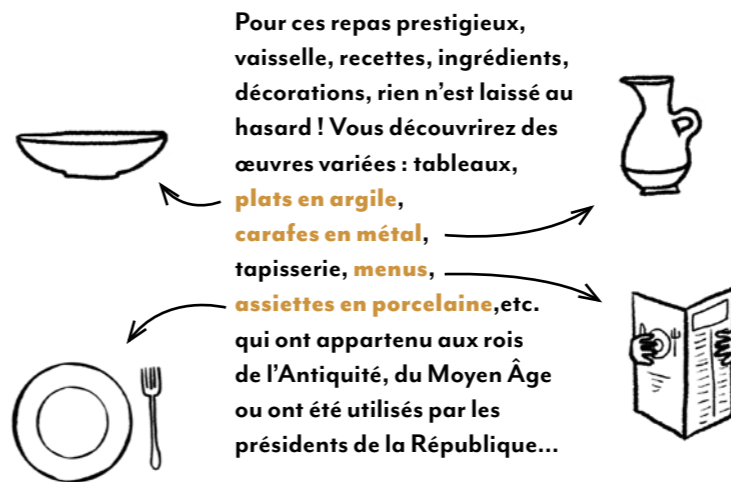 Pour ces repas prestigieux,
vaisselle, recettes, ingrédients,
décorations, rien n'est laissé au
hasard ! Vous découvrirez des
œuvres variées : tableaux,
plats en argile,
carafes en métal,
tapisserie, menus,
assiettes en porcelaine,etc.
qui ont appartenu aux rois
de l'Antiquité, du Moyen Âge
ou ont été utilisés par les
présidents de la République...